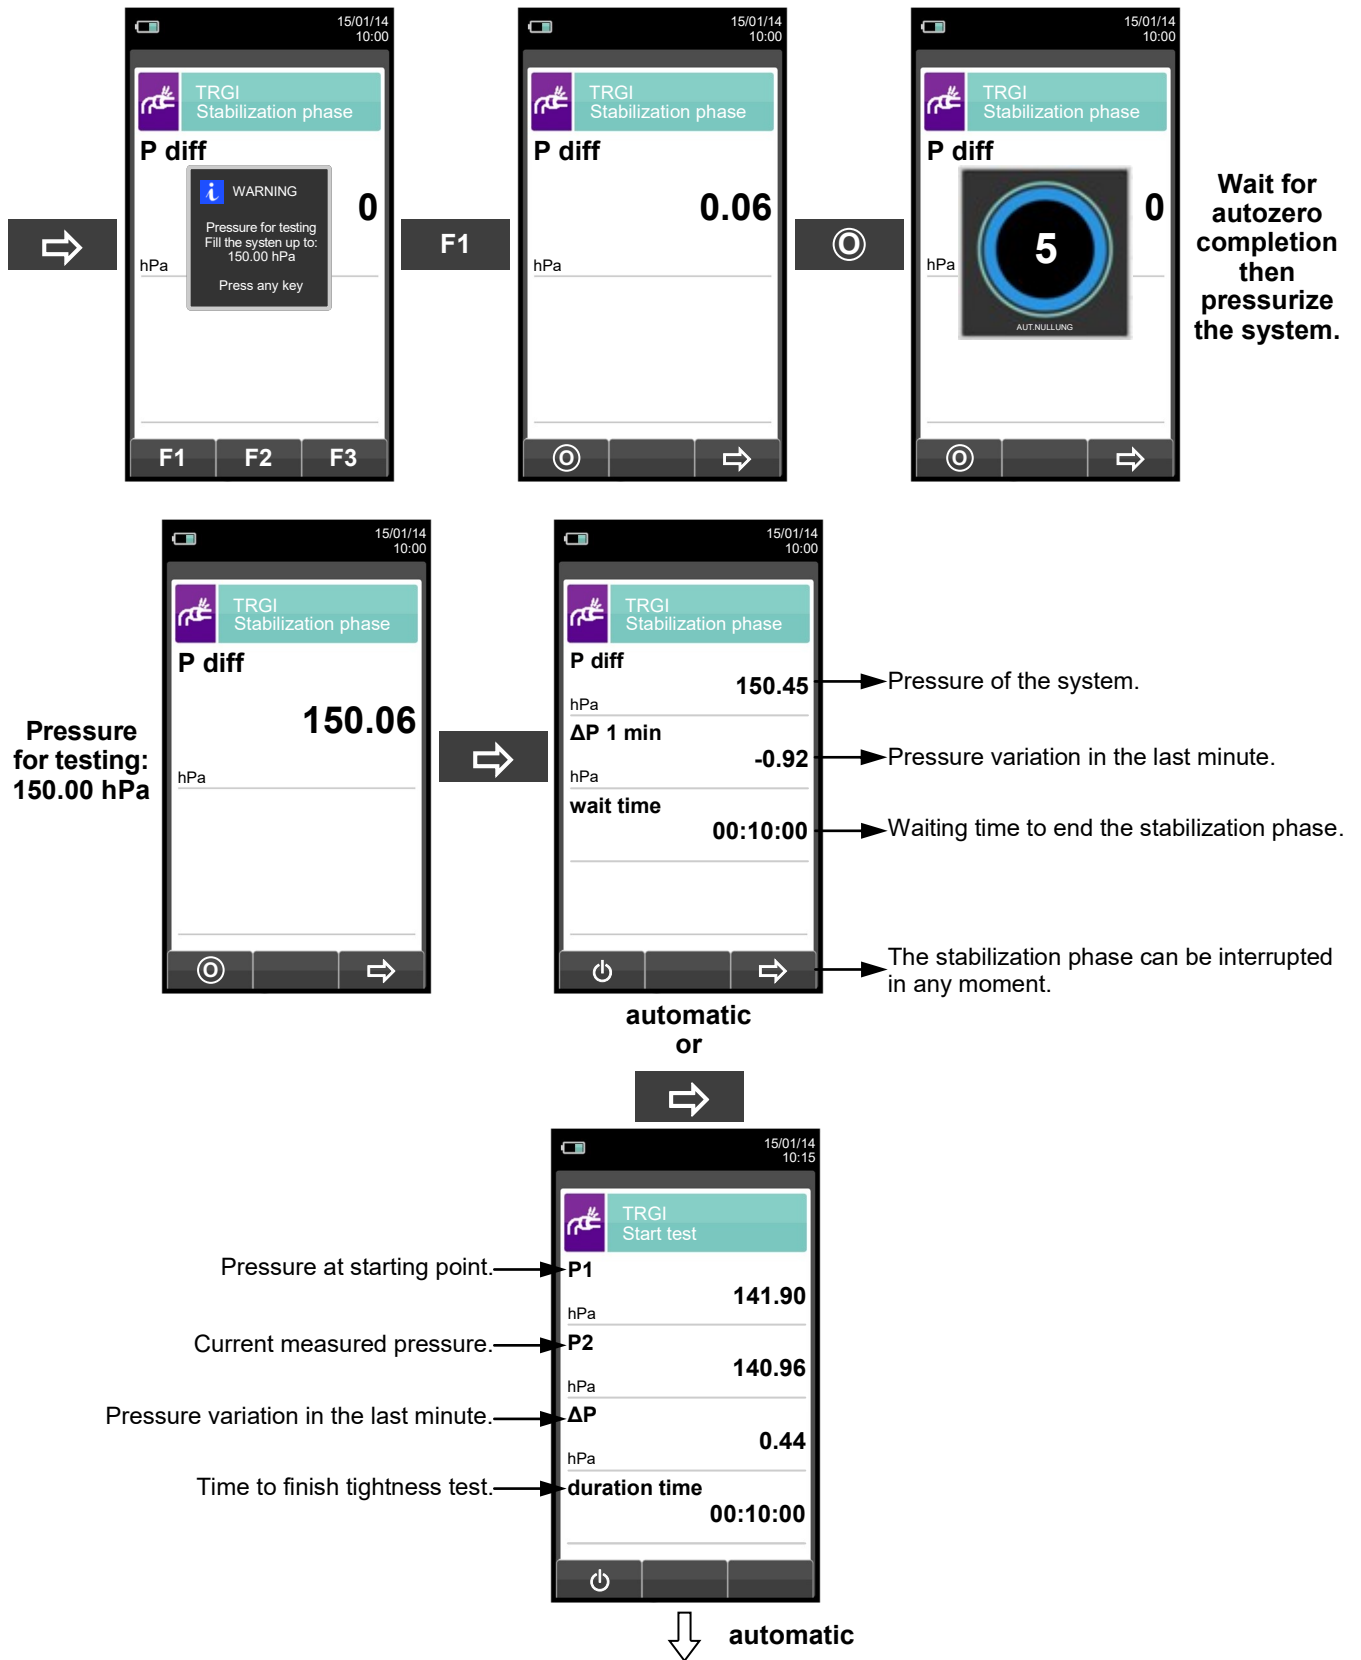 15/01/14
10:00
TRGI
Stabilization phase
P diff
0
hPa
i WARNING
Pressure for testing
Fill the systen up to:
150.00 hPa
Press any key
F1 F2 F3
F1
15/01/14
10:00
TRGI
Stabilization phase
P diff
0.06
hPa
15/01/14
10:00
TRGI
Stabilization phase
P diff
0
hPa
5
AUT.NULLUNG
Wait for
autozero
completion
then
pressurize
the system.
Pressure
for testing:
150.00 hPa
15/01/14
10:00
TRGI
Stabilization phase
P diff
150.06
hPa
15/01/14
10:00
TRGI
Stabilization phase
P diff
150.45
hPa
ΔP 1 min
-0.92
hPa
wait time
00:10:00
Pressure of the system.
Pressure variation in the last minute.
Waiting time to end the stabilization phase.
The stabilization phase can be interrupted
in any moment.
automatic
or
15/01/14
10:15
TRGI
Start test
P1
141.90
hPa
P2
140.96
hPa
ΔP
0.44
hPa
duration time
00:10:00
Pressure at starting point.
Current measured pressure.
Pressure variation in the last minute.
Time to finish tightness test.
automatic